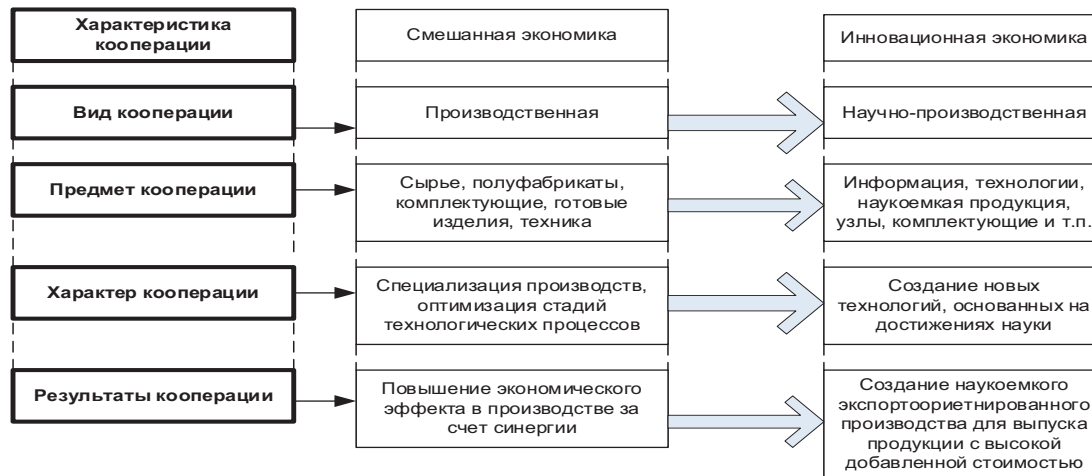 Характеристика
кооперации
Смешанная экономика
Инновационная экономика
Вид кооперации
Производственная
Научно-производственная
Предмет кооперации
Сырье, полуфабрикаты,
комплектующие, готовые
изделия, техника
Информация, технологии,
наукоемкая продукция,
узлы, комплектующие и т.п.
Характер кооперации
Специализация производств,
оптимизация стадий
технологических процессов
Создание новых
технологий, основанных на
достижениях науки
Результаты кооперации
Повышение экономического
эффекта в производстве за
счет синергии
Создание наукоемкого
экспортоориетнированного
производства для выпуска
продукции с высокой
добавленной стоимостью